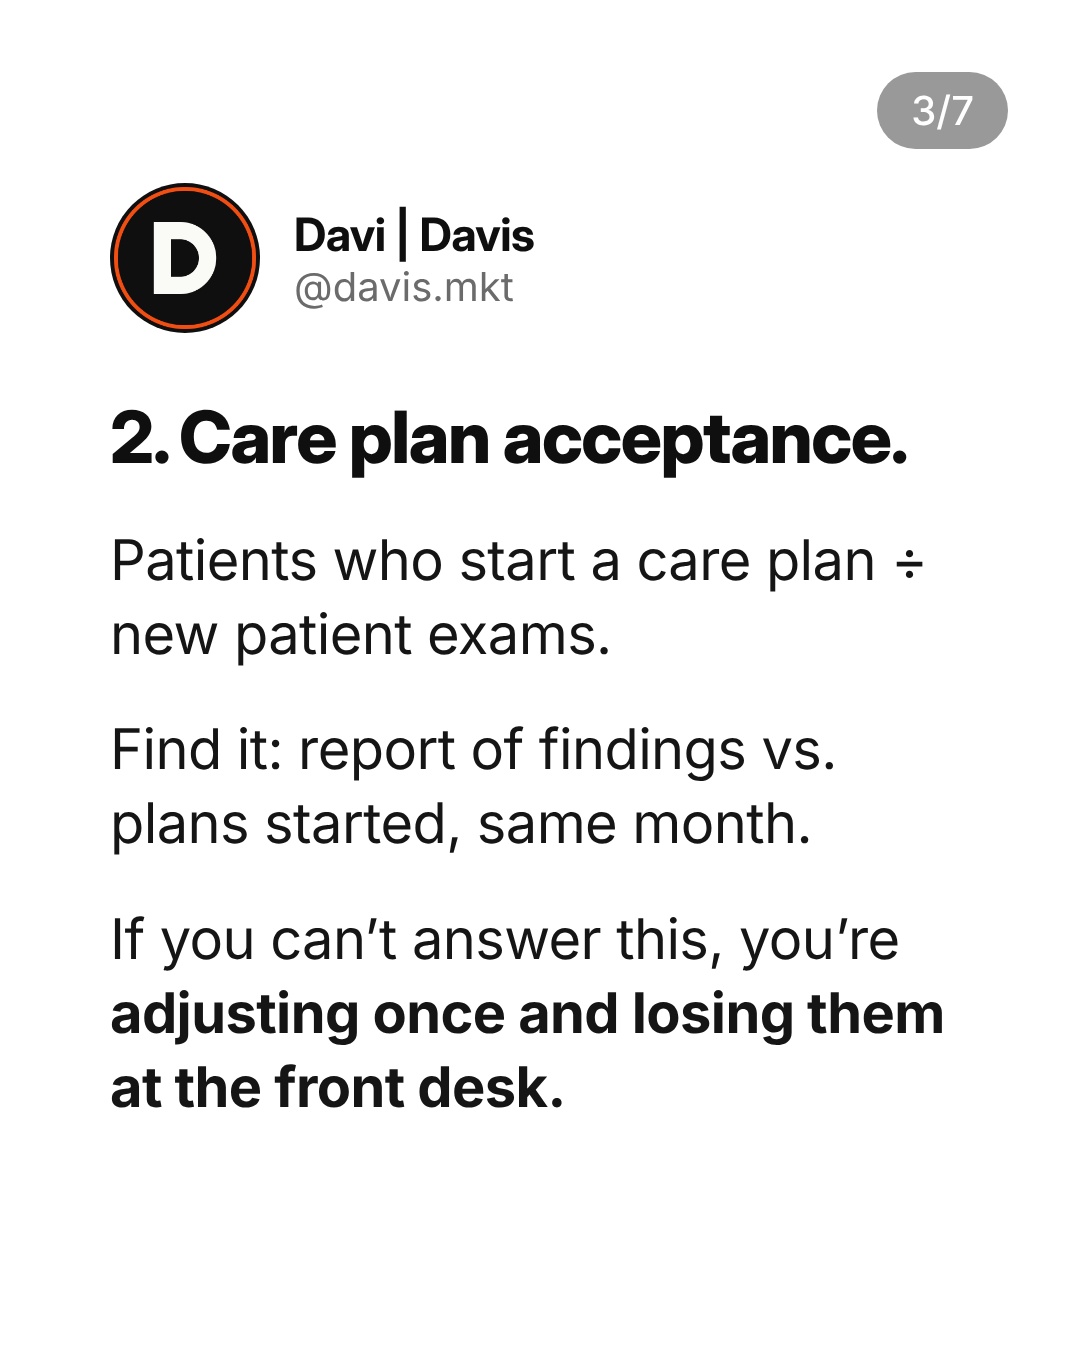 3/7
D
Davi | Davis
@davis.mkt
2. Care plan acceptance.
Patients who start a care plan ÷
new patient exams.
Find it: report of findings vs.
plans started, same month.
If you can’t answer this, you’re
adjusting once and losing them
at the front desk.